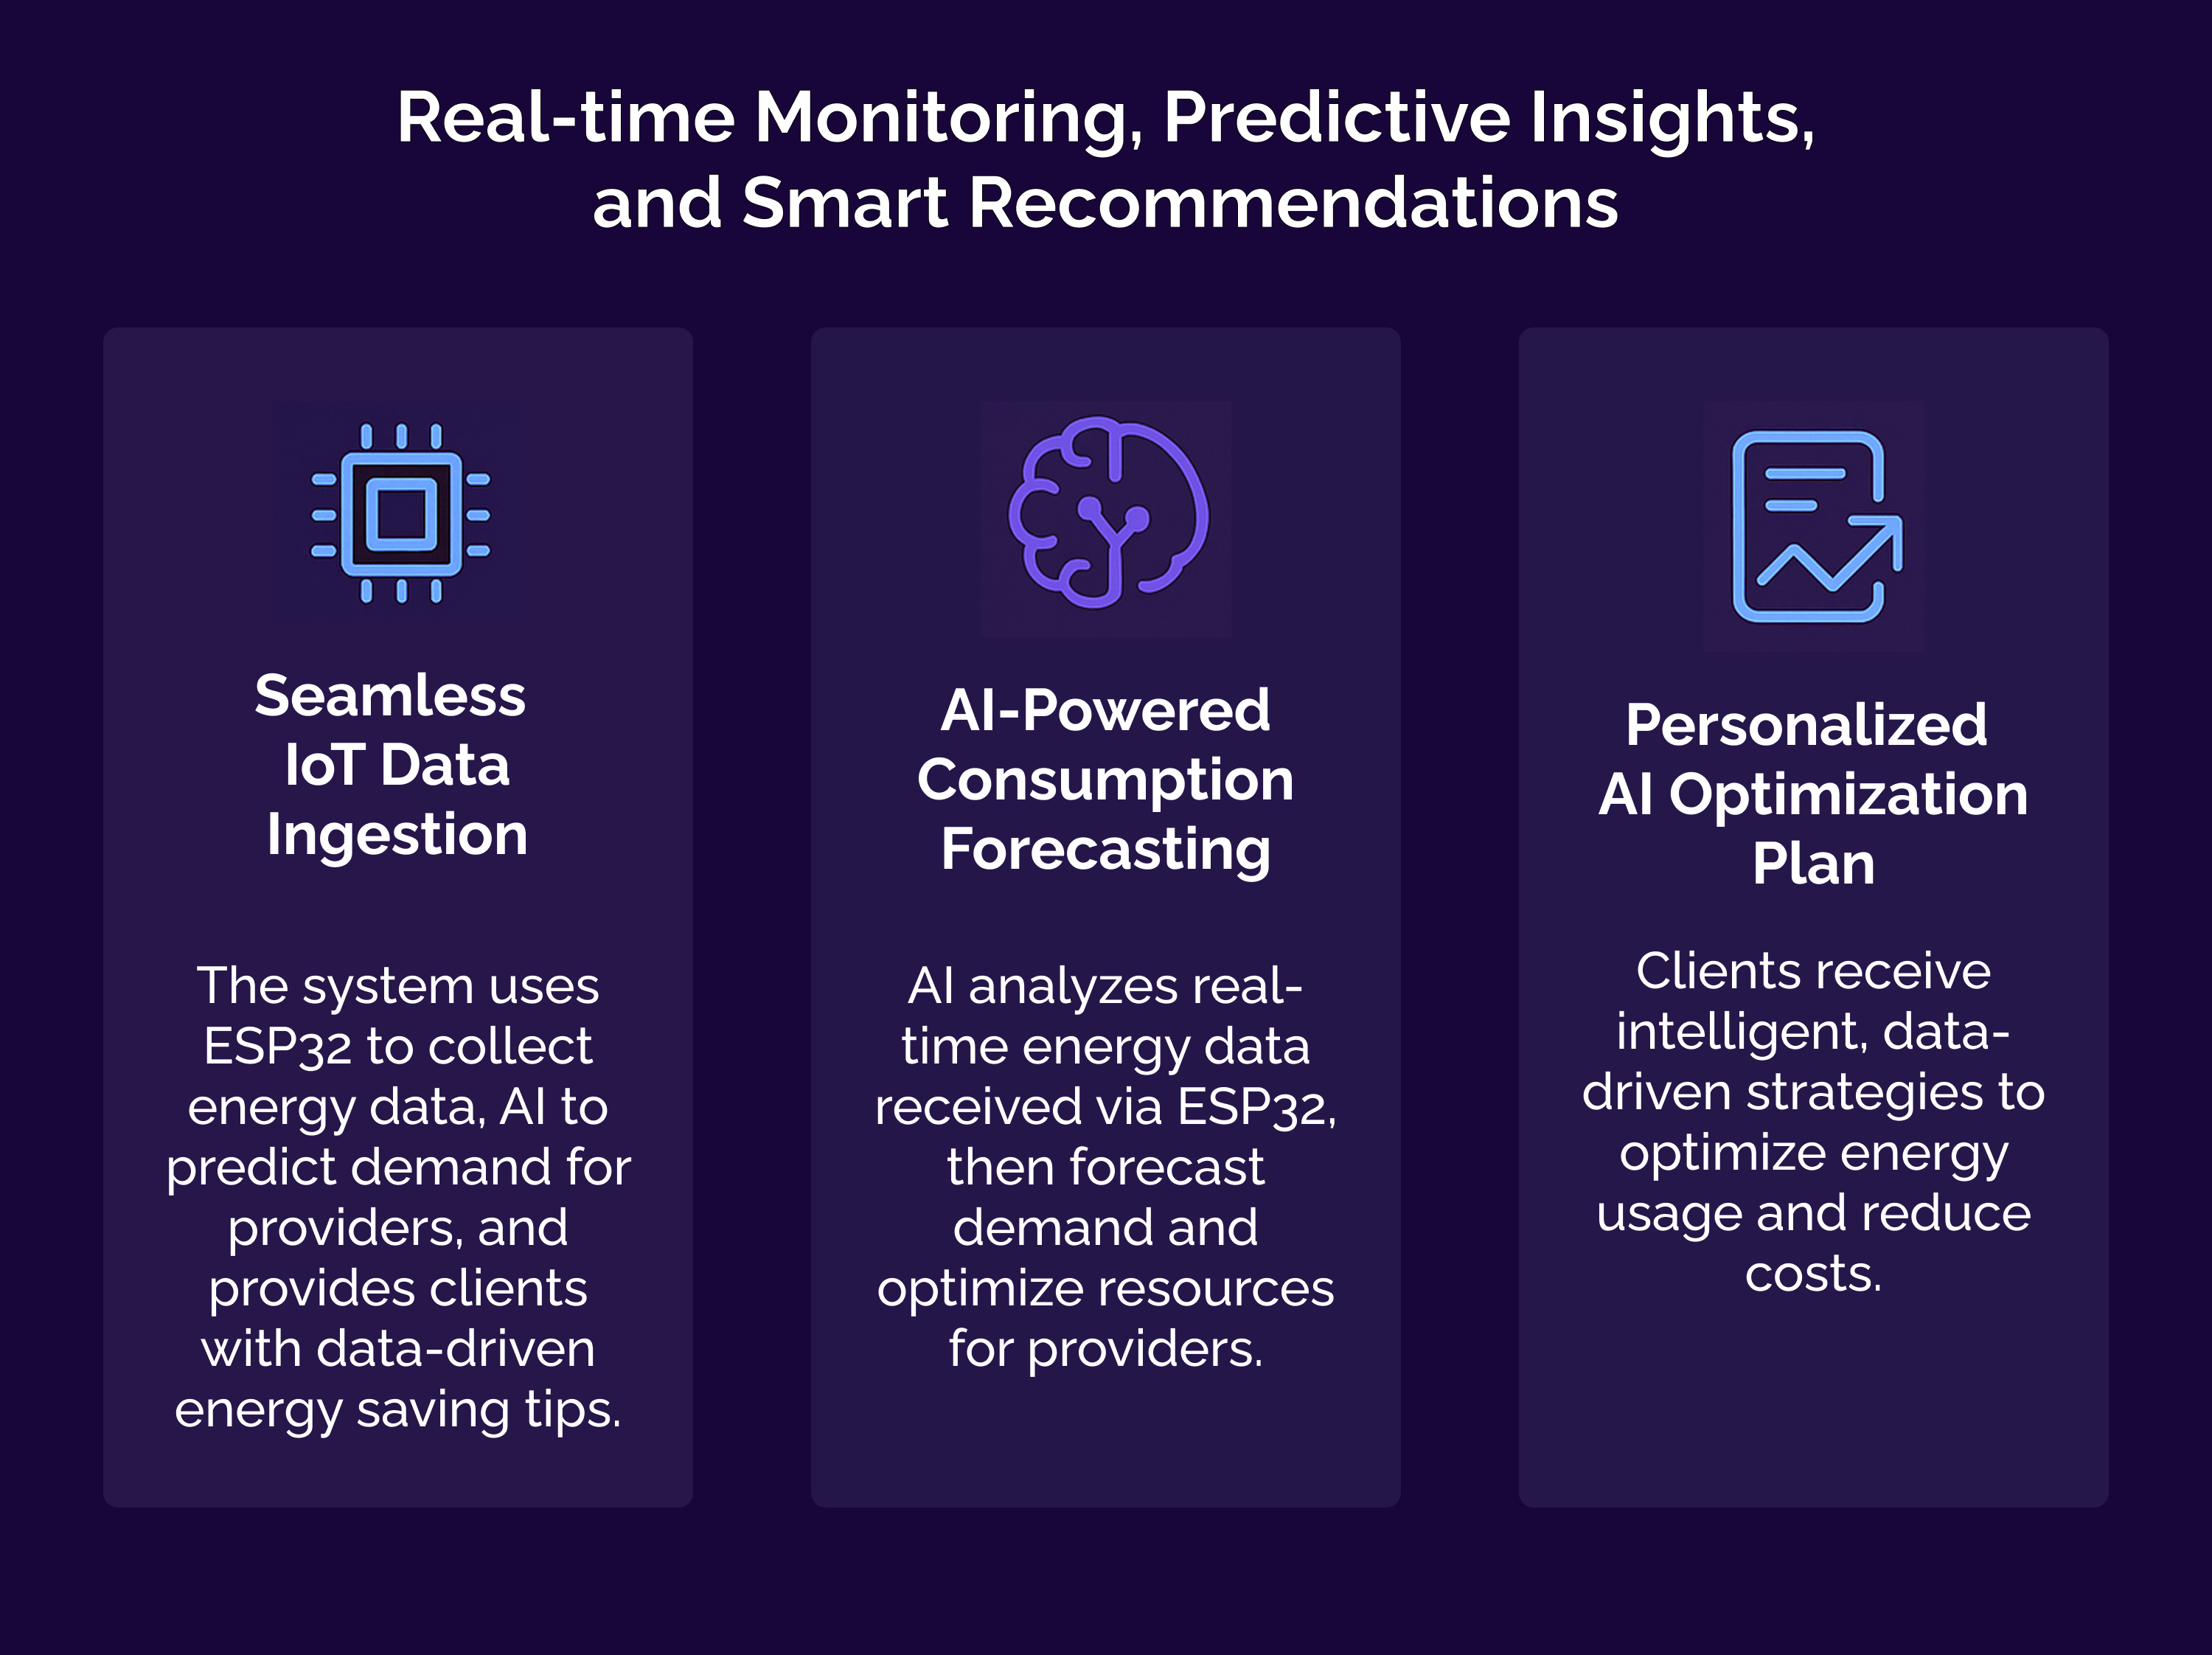 Real-time Monitoring, Predictive Insights,
and Smart Recommendations
Seamless
IoT Data
Ingestion
The system uses
ESP32 to collect
energy data, AI to
predict demand for
providers, and
provides clients
with data-driven
energy saving tips.
AI-Powered
Consumption
Forecasting
AI analyzes real-
time energy data
received via ESP32,
then forecast
demand and
optimize resources
for providers.
Personalized
AI Optimization
Plan
Clients receive
intelligent, data-
driven strategies to
optimize energy
usage and reduce
costs.